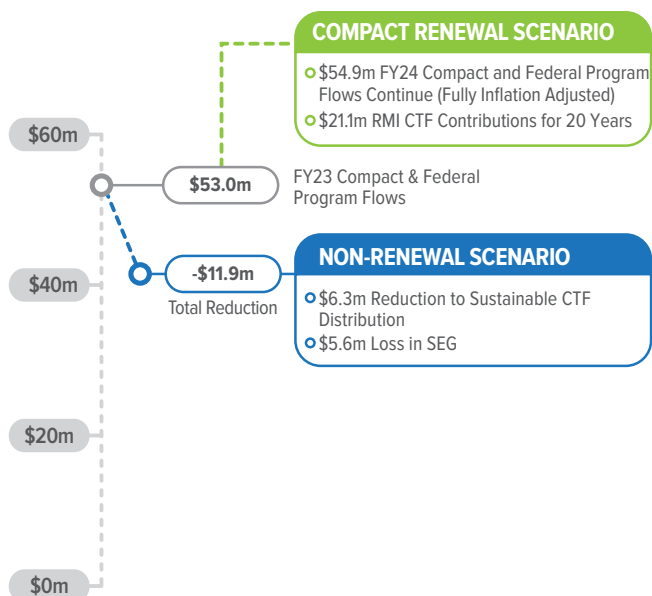 COMPACT RENEWAL SCENARIO
$54.9m FY24 Compact and Federal Program
Flows Continue (Fully Inflation Adjusted)
$21.1m RMI CTF Contributions for 20 Years
$60m
$53.0m
FY23 Compact & Federal
Program Flows
NON-RENEWAL SCENARIO
-$11.9m
Total Reduction
$6.3m Reduction to Sustainable CTF
Distribution
$5.6m Loss in SEG
$40m
$20m
$0m